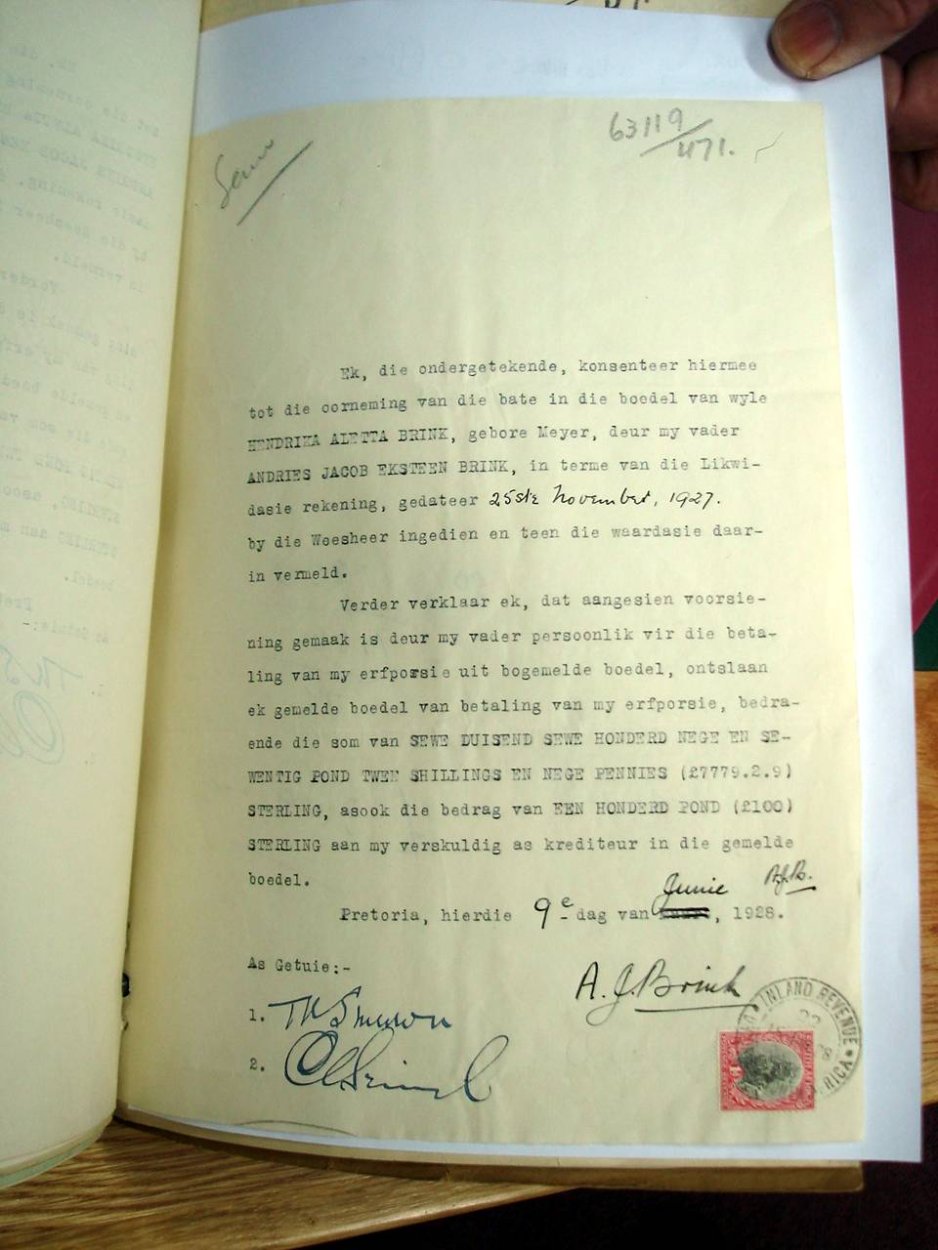 63119/471.
Ek, die ondergetekende, konsenteer hiermee
tot die oorneming van die bate in die boedel van wyle
HENDRIKA ALETTA BRINK, gebore Meyer, deur my vader
ANDRIES JACOB EKSTEEN BRINK, in terme van die Likwi-
dasie rekening, gedateer 25ste November, 1927.
by die Weesheer ingedien en teen die waardasie daar-
in vermeld.
Verder verklaar ek, dat aangesien voorsie-
ning gemaak is deur my vader persoonlik vir die beta-
ling van my erfporsie uit bogemelde boedel, ontslaan
ek gemelde boedel van betaling van my erfporsie, bedra-
ende die som van SEWE DUISEND SEWE HONDERD NEGE EN SE-
WENTIG POND TWEE SHILLINGS EN NEGE PENNIES (£7779.2.9)
STERLING, asook die bedrag van EEN HONDERD POND (£100)
STERLING aan my verskuldig as krediteur in die gemelde
boedel.
Junie A.J.B.
Pretoria, hierdie 9e dag van , 1928.
As Getuie:-
A. J. Brink
1.
2.
INLAND REVENUE